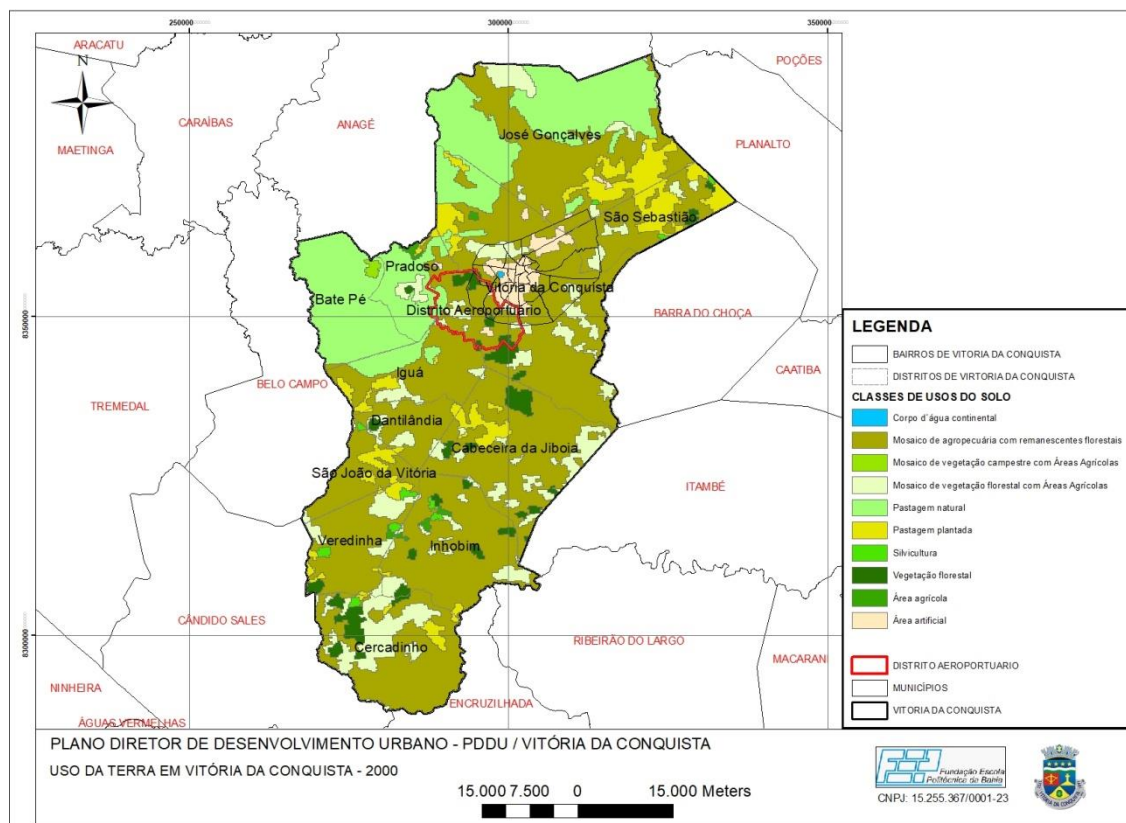 250000
300000
350000
ARACATU
POÇÕES
N
CARAÍBAS
ANAGÉ
MAETINGA
José Gonçalves
PLANALTO
São Sebastião
Pradoso
Vitória da Conquista
Bate Pé
Distrito Aeroportuário
8350000
BARRA DO CHOÇA
Iguá
CAATIBA
BELO CAMPO
TREMEDAL
Dantilândia
Cabeceira da Jiboia
São João da Vitória
ITAMBÉ
Veredinha
Inhobim
CÂNDIDO SALES
8300000
RIBEIRÃO DO LARGO
Cercadinho
MACARANI
NINHEIRA
ENCRUZILHADA
ÁGUAS VERMELHAS
LEGENDA
BAIRROS DE VITORIA DA CONQUISTA
DISTRITOS DE VIRTORIA DA CONQUISTA
CLASSES DE USOS DO SOLO
Corpo d´água continental
Mosaico de agropecuária com remanescentes florestais
Mosaico de vegetação campestre com Áreas Agrícolas
Mosaico de vegetação florestal com Áreas Agrícolas
Pastagem natural
Pastagem plantada
Silvicultura
Vegetação florestal
Área agrícola
Área artificial
DISTRITO AEROPORTUARIO
MUNICÍPIOS
VITORIA DA CONQUISTA
PLANO DIRETOR DE DESENVOLVIMENTO URBANO - PDDU / VITÓRIA DA CONQUISTA
USO DA TERRA EM VITÓRIA DA CONQUISTA - 2000
15.000 7.500 0 15.000 Meters
Fundação Escola
Politécnica da Bahia
CNPJ: 15.255.367/0001-23